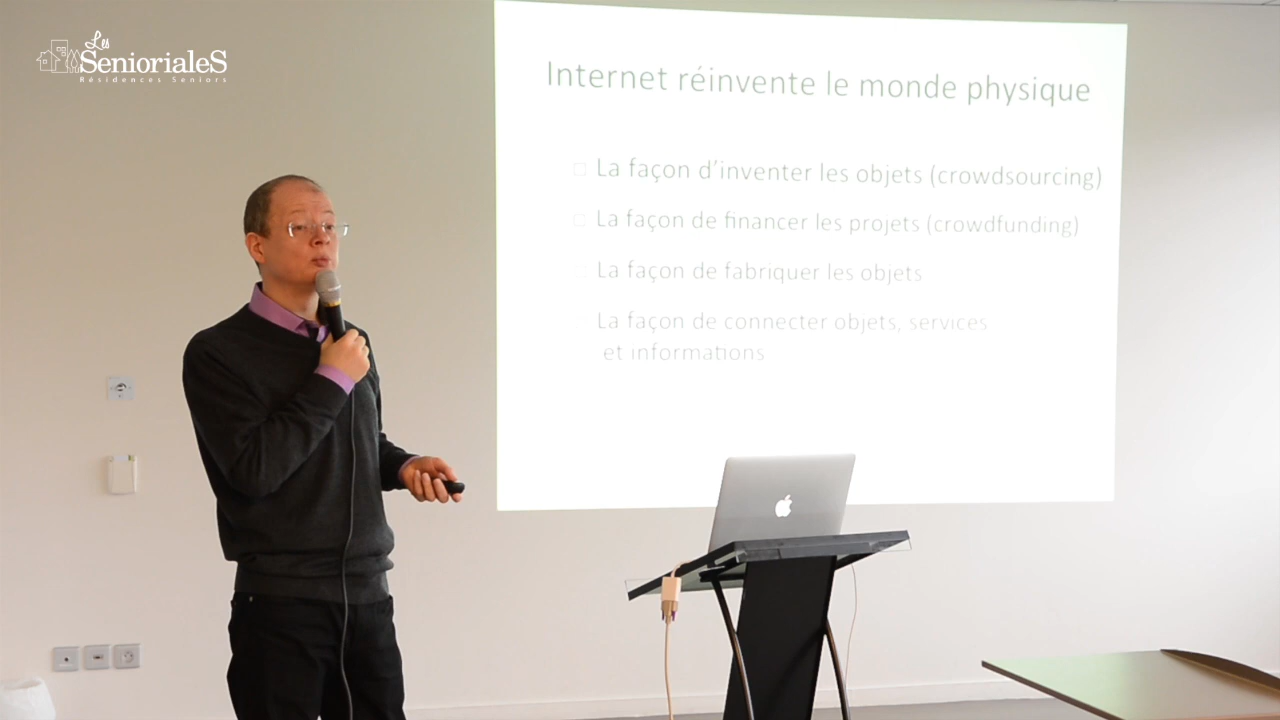 Les
SeniorialeS
Résidences Seniors
Internet réinvente le monde physique
La façon d'inventer les objets (crowdsourcing)
La façon de financer les projets (crowdfunding)
La façon de fabriquer les objets
La façon de connecter objets, services
et informations